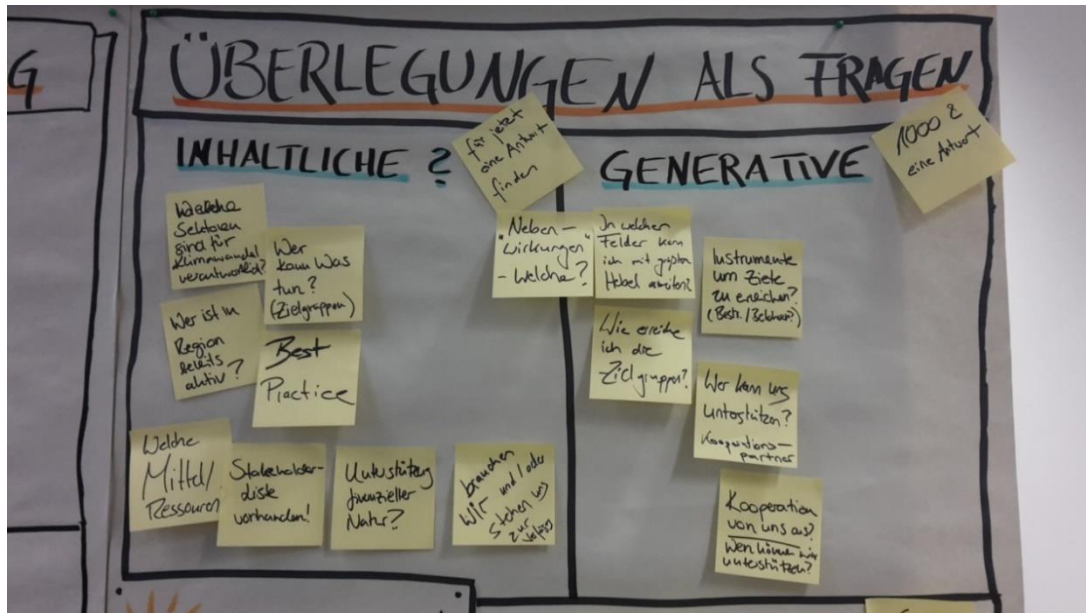 G
ÜBERLEGUNGEN ALS FRAGEN
INHALTLICHE ?
für jetzt
eine Antwort
finden
GENERATIVE
1000 &
eine Antwort
Welche
Sektoren
sind für
Klimawandel
verantwortlich?
Wer
kann was
tun?
(Zielgruppen)
Wer ist in
Region
bereits
aktiv?
Best
Practice
Welche
Mittel/
Ressourcen
Stakeholder-
liste
vorhanden!
Unterstützung
finanzieller
Natur?
brauchen
wir und/oder
stehen uns
zur
"Neben-
wirkungen"
- Welche?
In welchen
Felder kann
ich mit großem
Hebel arbeiten?
Instrumente
um Ziele
zu erreichen?
Wie erreiche
ich die
Zielgruppen?
Wer kann uns
unterstützen?
Kooperations-
partner
Kooperation
von uns aus?
Wen können wir
unterstützen?